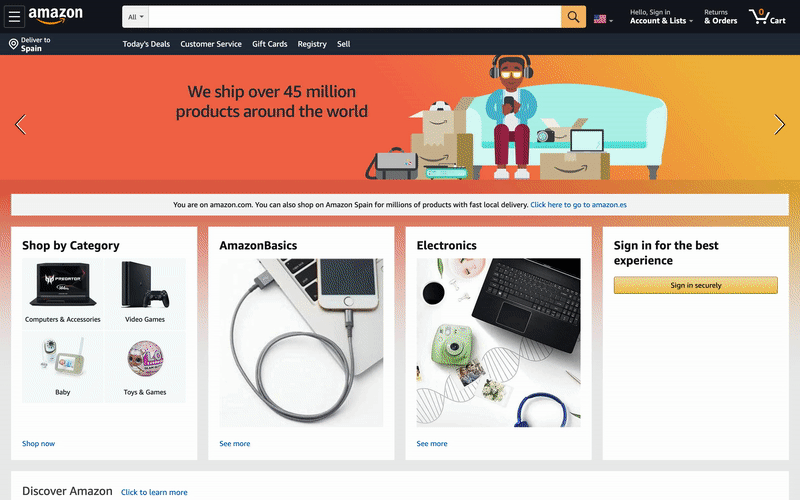 amazon
All
Hello, Sign in
Account & Lists
Returns
& Orders
0
Cart
Deliver to
Spain
Today's Deals
Customer Service
Gift Cards
Registry
Sell
We ship over 45 million
products around the world
You are on amazon.com. You can also shop on Amazon Spain for millions of products with fast local delivery. Click here to go to amazon.es
Shop by Category
PREDATOR
Computers & Accessories
Video Games
Baby
Toys & Games
Shop now
AmazonBasics
See more
Electronics
See more
Sign in for the best
experience
Sign in securely
Discover Amazon
Click to learn more